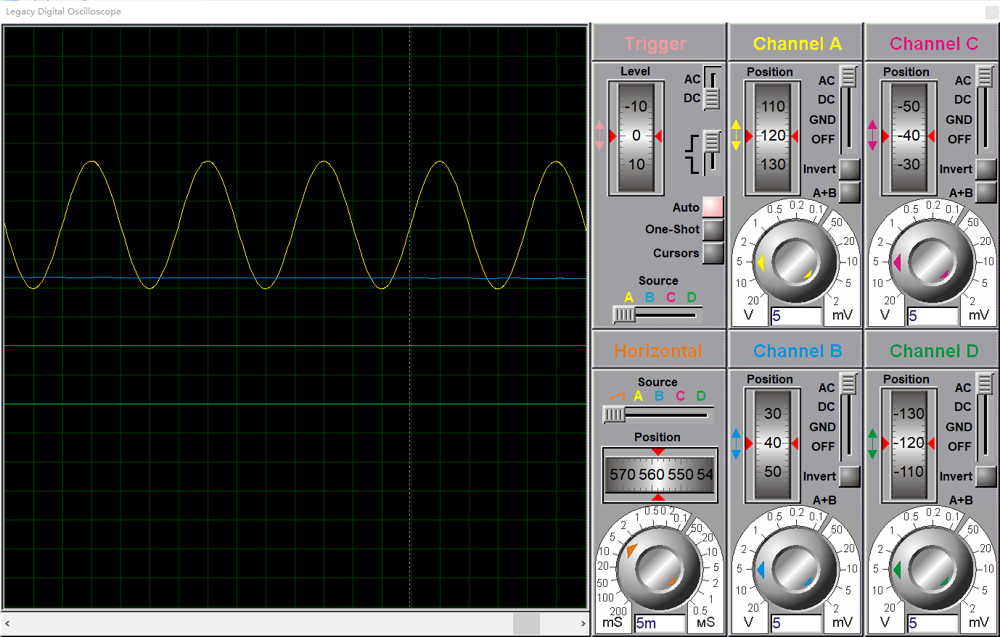 Legacy Digital Oscilloscope
Trigger
Level
-10
0
10
AC
DC
Auto
One-Shot
Cursors
Source
A B C D
Channel A
Position
110
120
130
AC
DC
GND
OFF
Invert
A+B
20 10 5 2 1 0.5 0.2 0.1 50 20 10 5 2
V
5
mV
Channel C
Position
-50
-40
-30
AC
DC
GND
OFF
Invert
A+B
20 10 5 2 1 0.5 0.2 0.1 50 20 10 5 2
V
5
mV
Horizontal
Source
A B C D
Position
570 560 550 54
200 100 50 20 10 5 2 1 0.5 0.2 0.1 50 20 10 5 2 1 0.5
mS
5m
мS
Channel B
Position
30
40
50
AC
DC
GND
OFF
Invert
A+B
20 10 5 2 1 0.5 0.2 0.1 50 20 10 5 2
V
5
mV
Channel D
Position
-130
-120
-110
AC
DC
GND
OFF
Invert
A+B
20 10 5 2 1 0.5 0.2 0.1 50 20 10 5 2
V
5
mV